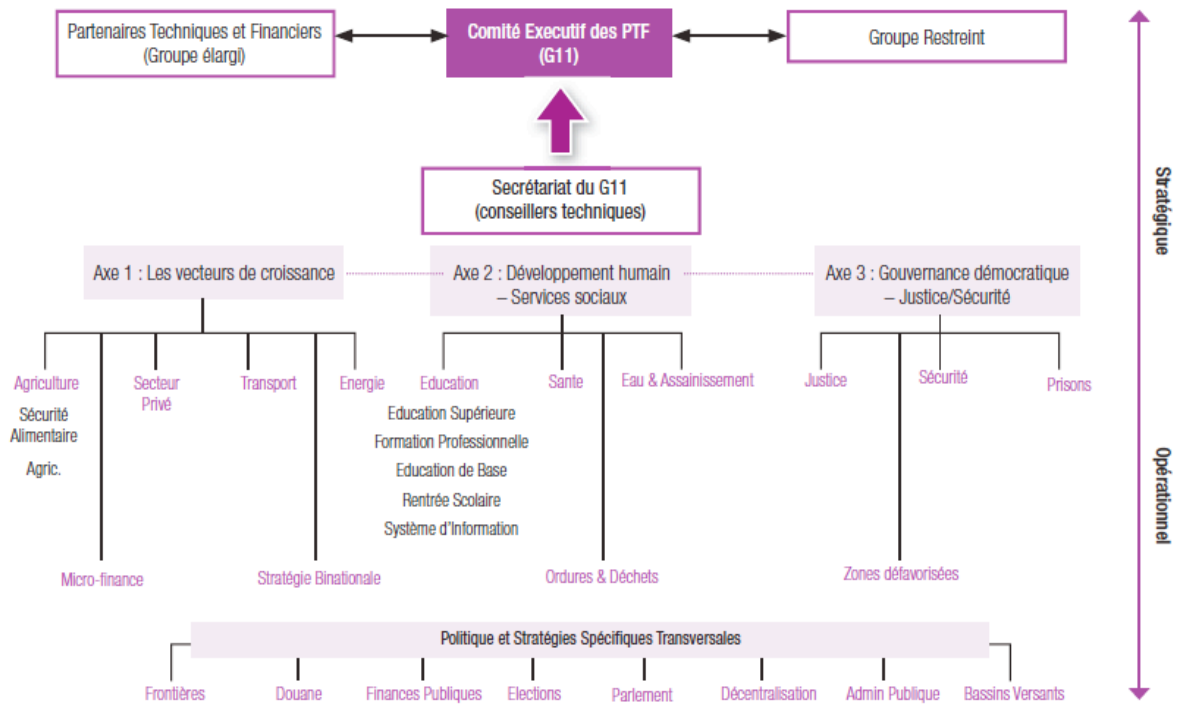 Partenaires Techniques et Financiers
(Groupe élargi)
Comité Executif des PTF
(G11)
Groupe Restreint
Secrétariat du G11
(conseillers techniques)
Stratégique
Axe 1 : Les vecteurs de croissance
Axe 2 : Développement humain
– Services sociaux
Axe 3 : Gouvernance démocratique
– Justice/Sécurité
Agriculture
Secteur
Privé
Transport
Energie
Education
Sante
Eau & Assainissement
Justice
Sécurité
Prisons
Sécurité
Alimentaire
Agric.
Education Supérieure
Formation Professionnelle
Education de Base
Rentrée Scolaire
Système d'Information
Opérationnel
Micro-finance
Stratégie Binationale
Ordures & Déchets
Zones défavorisées
Politique et Stratégies Spécifiques Transversales
Frontières
Douane
Finances Publiques
Elections
Parlement
Décentralisation
Admin Publique
Bassins Versants